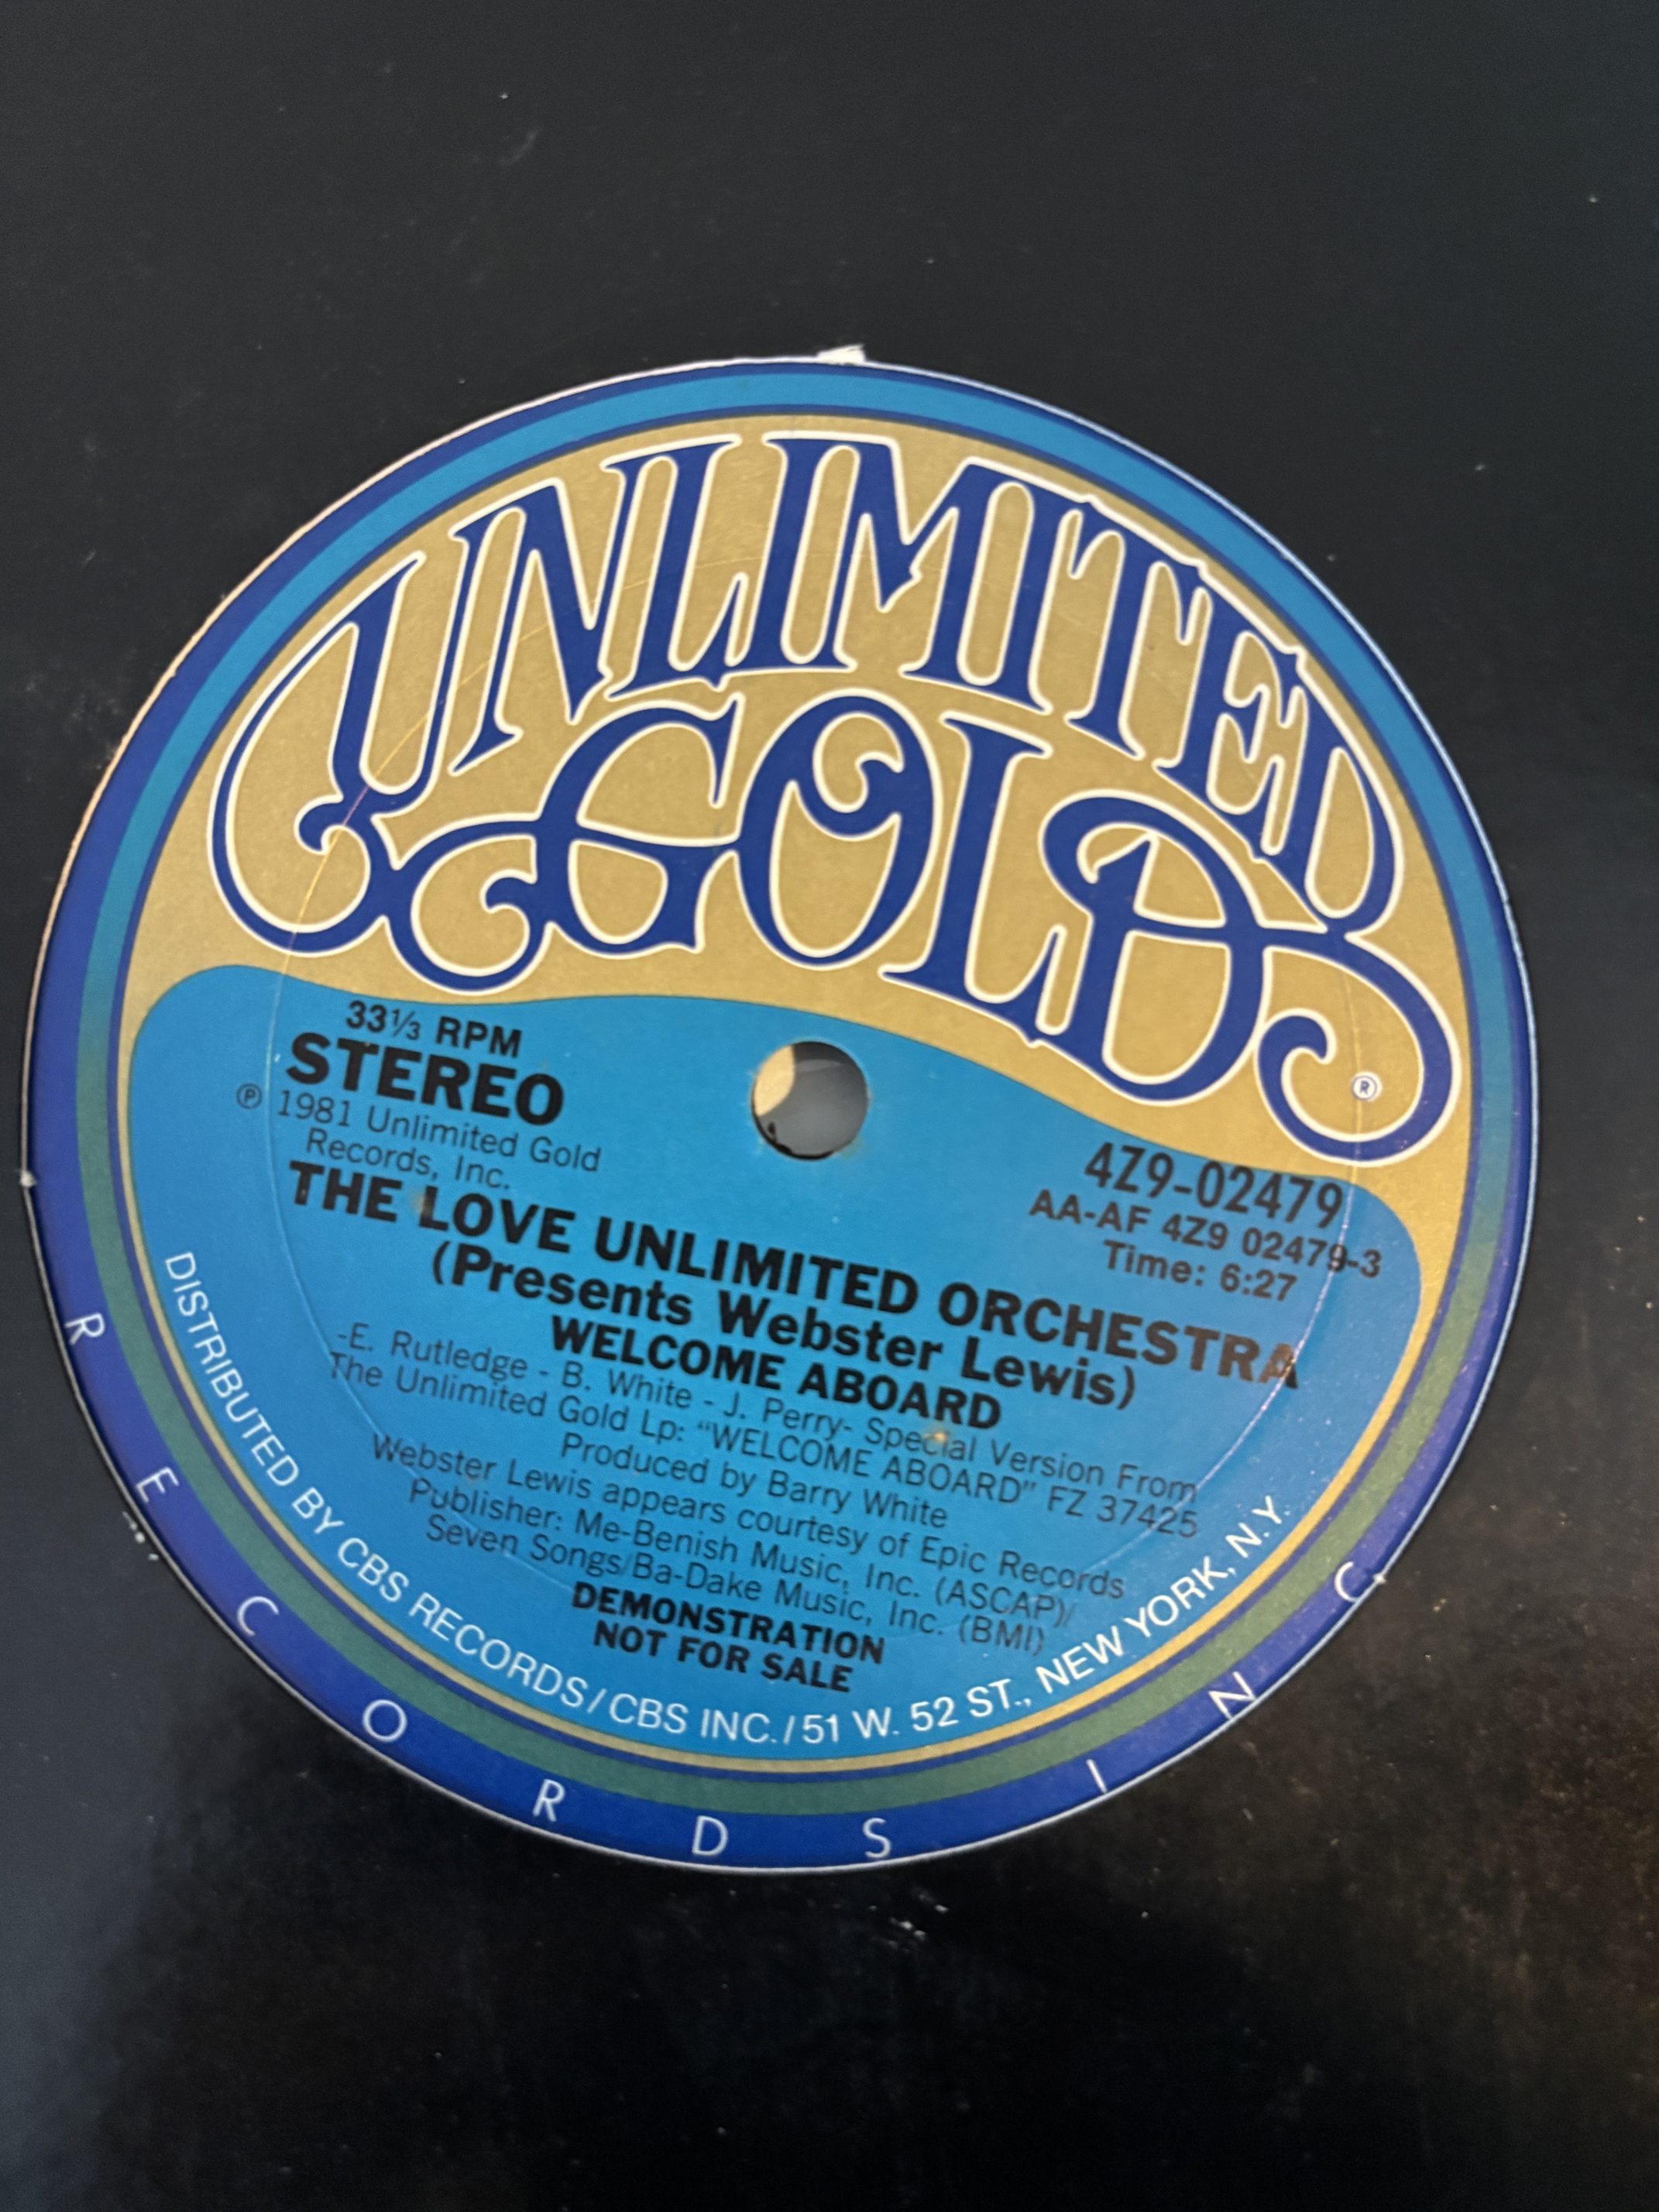 UNLIMITED
GOLD
®
33⅓ RPM
STEREO
℗ 1981 Unlimited Gold
Records, Inc.
4Z9-02479
AA-AF 4Z9 02479-3
Time: 6:27
THE LOVE UNLIMITED ORCHESTRA
(Presents Webster Lewis)
WELCOME ABOARD
-E. Rutledge - B. White - J. Perry- Special Version From
The Unlimited Gold Lp: "WELCOME ABOARD" FZ 37425
Produced by Barry White
Webster Lewis appears courtesy of Epic Records
Publisher: Me-Benish Music, Inc. (ASCAP)/
Seven Songs/Ba-Dake Music, Inc. (BMI)
DEMONSTRATION
NOT FOR SALE
DISTRIBUTED BY CBS RECORDS/CBS INC./51 W. 52 ST., NEW YORK, N.Y.
RECORDS INC.